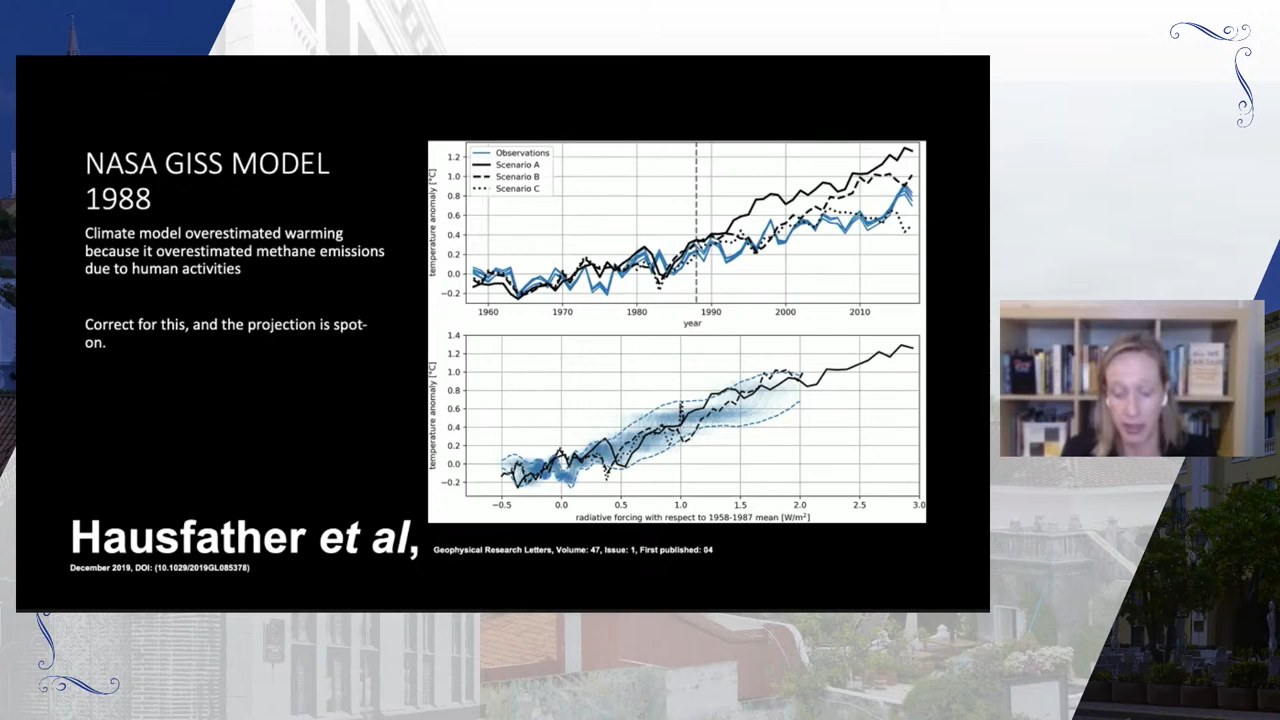 NASA GISS MODEL
1988
Climate model overestimated warming
because it overestimated methane emissions
due to human activities
Correct for this, and the projection is spot-
on.
Observations
Scenario A
Scenario B
Scenario C
temperature anomaly [°C]
1.2
1.0
0.8
0.6
0.4
0.2
0.0
−0.2
1960 1970 1980 1990 2000 2010
year
temperature anomaly [°C]
1.4
1.2
1.0
0.8
0.6
0.4
0.2
0.0
−0.2
−0.5 0.0 0.5 1.0 1.5 2.0 2.5 3.0
radiative forcing with respect to 1958-1987 mean [W/m²]
Hausfather et al, Geophysical Research Letters, Volume: 47, Issue: 1, First published: 04
December 2019, DOI: (10.1029/2019GL085378)